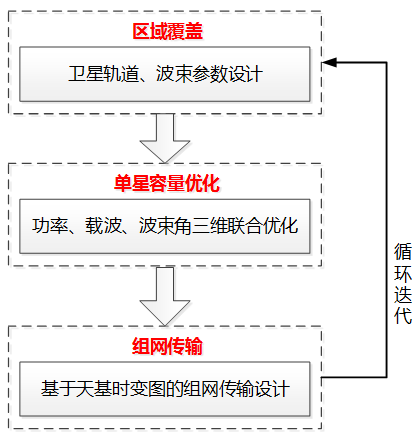 区域覆盖
卫星轨道、波束参数设计
单星容量优化
功率、载波、波束角三维联合优化
组网传输
基于天基时变图的组网传输设计
循环迭代